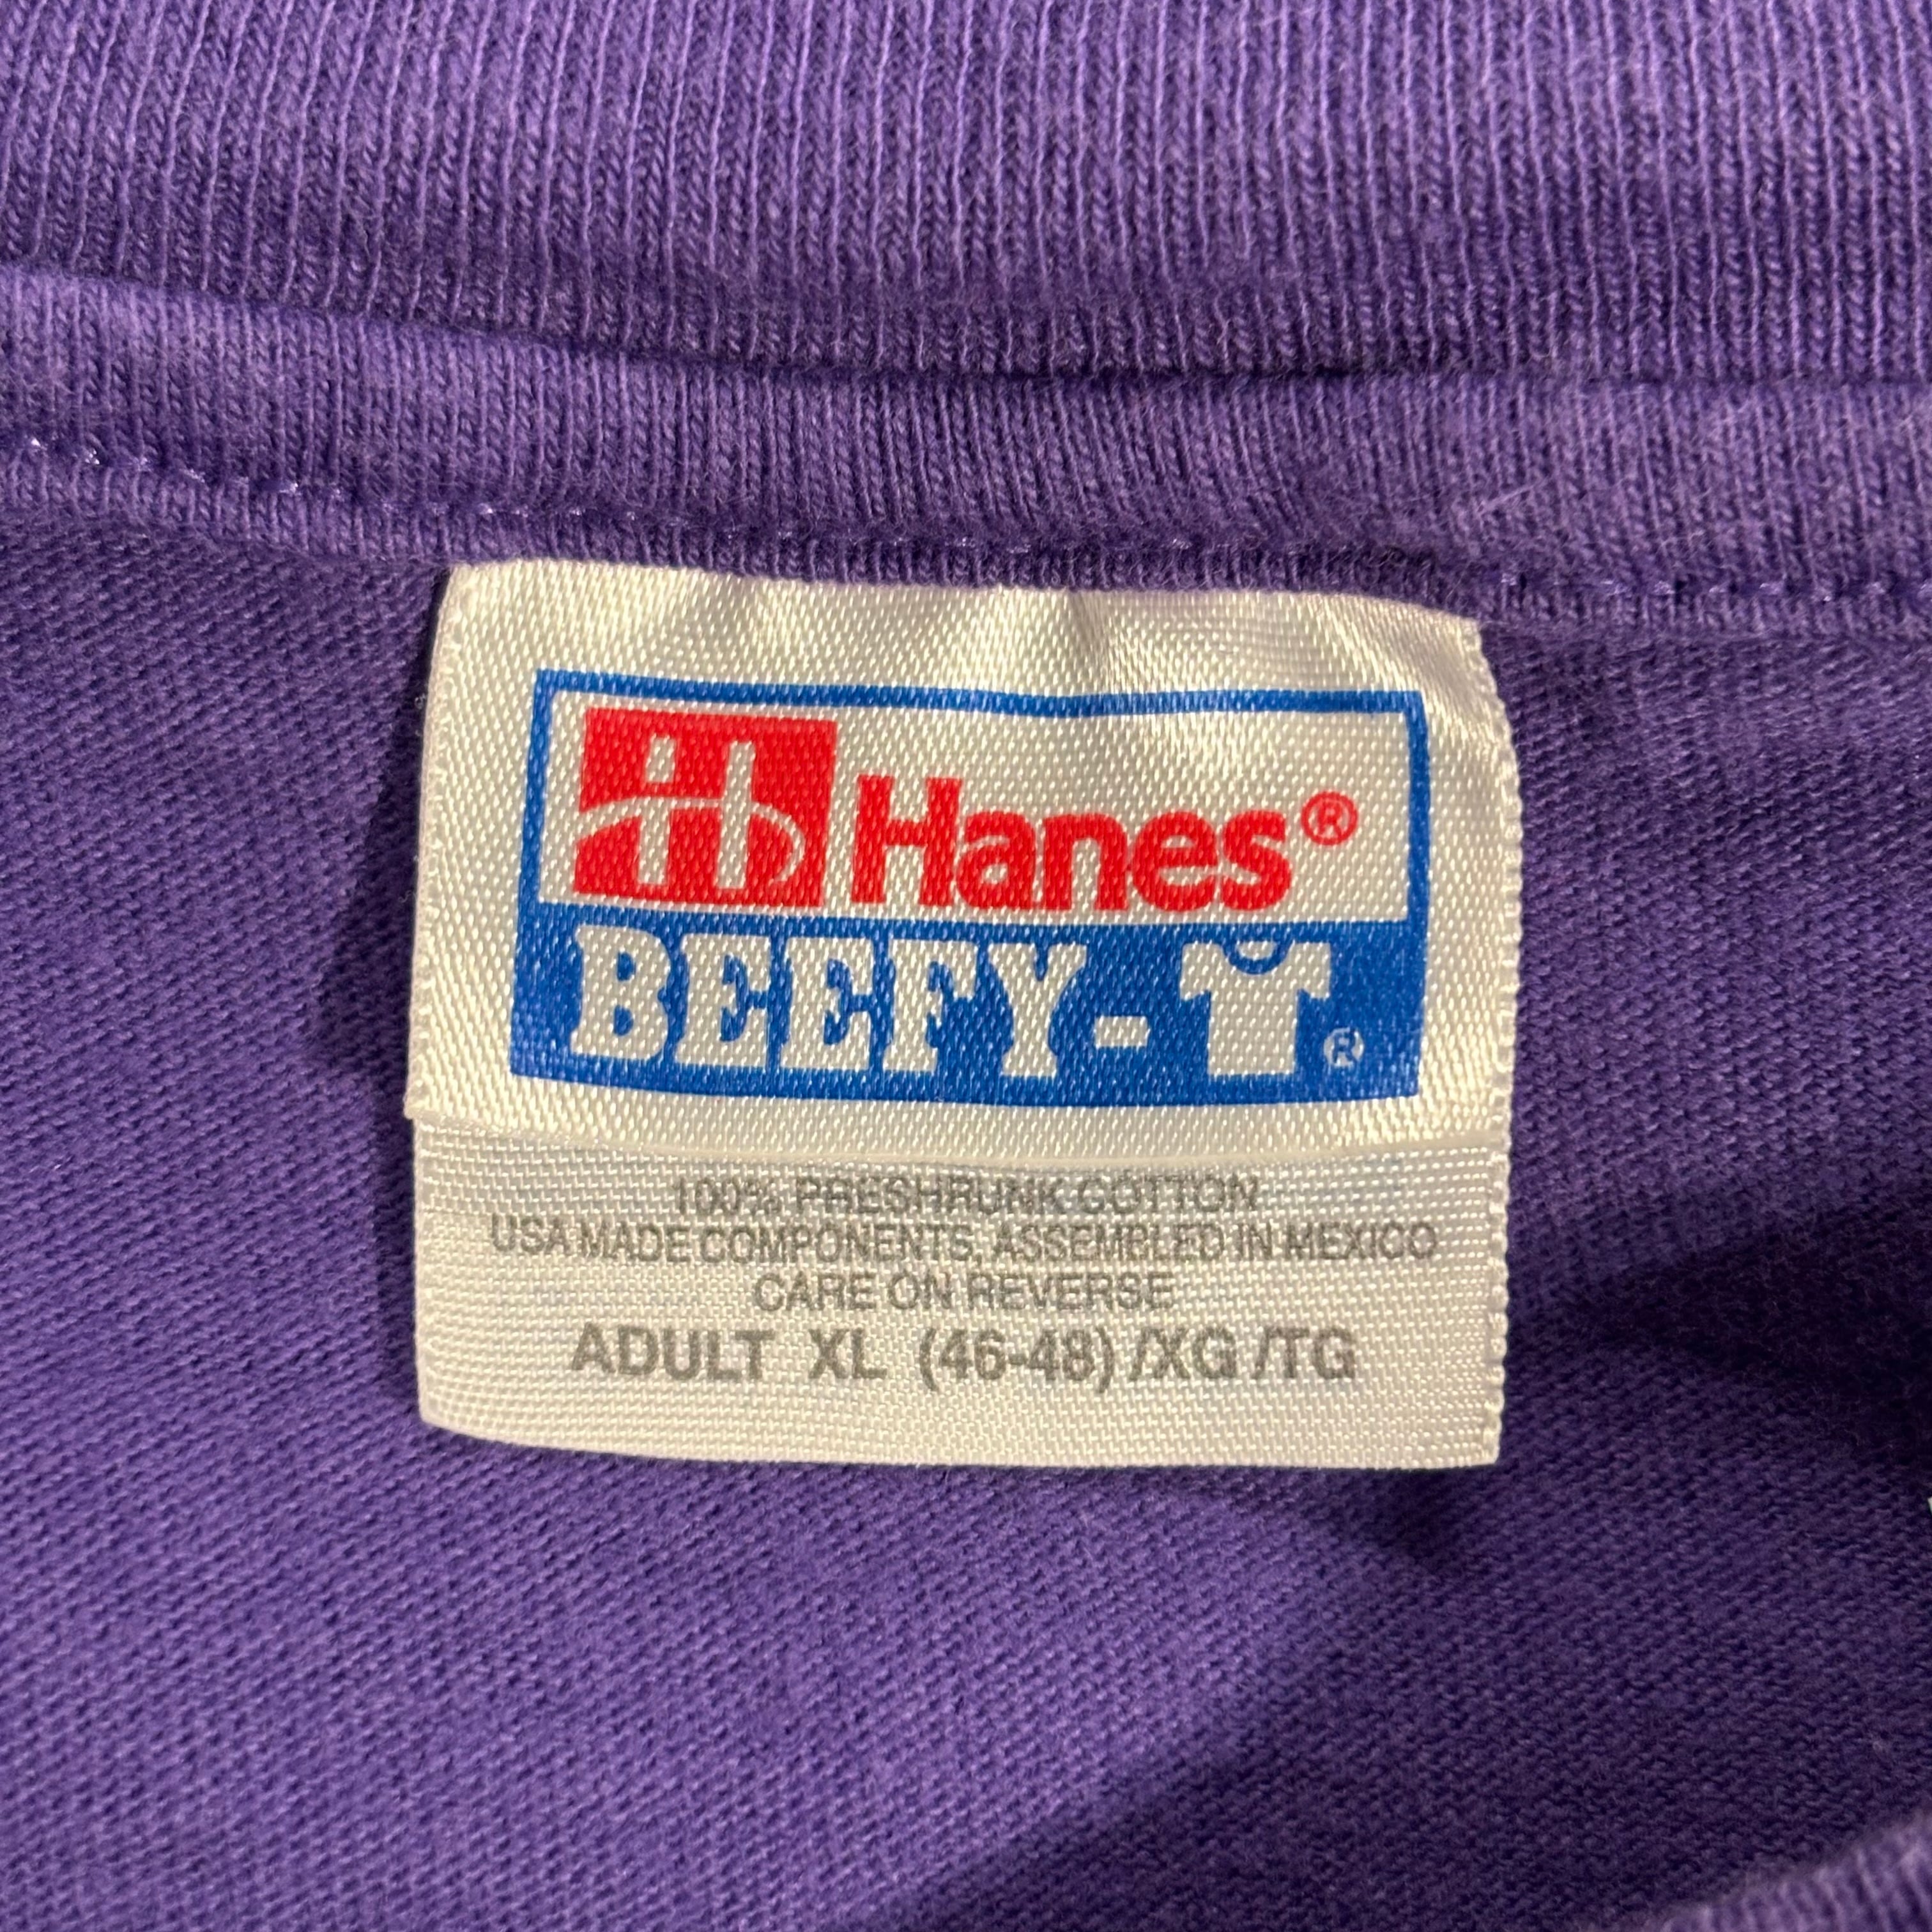 Hanes®
BEEFY-T®
100% PRESHRUNK COTTON
USA MADE COMPONENTS, ASSEMBLED IN MEXICO
CARE ON REVERSE
ADULT XL (46-48) /XG /TG